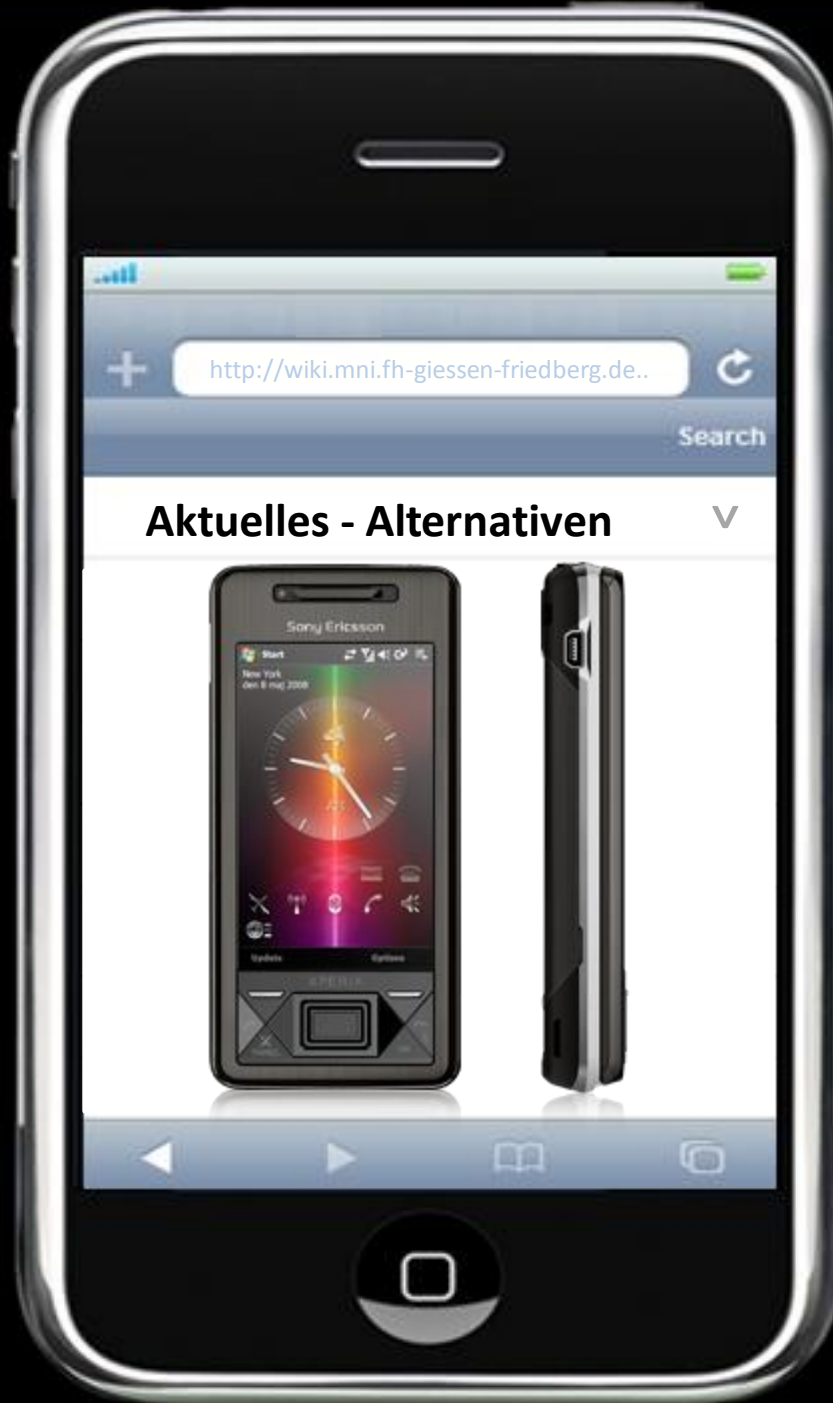 http://wiki.mni.fh-giessen-friedberg.de..
Search
Aktuelles - Alternativen
V
Sony Ericsson
Start
New York
den 8 maj 2008
Update Options
XPERIA